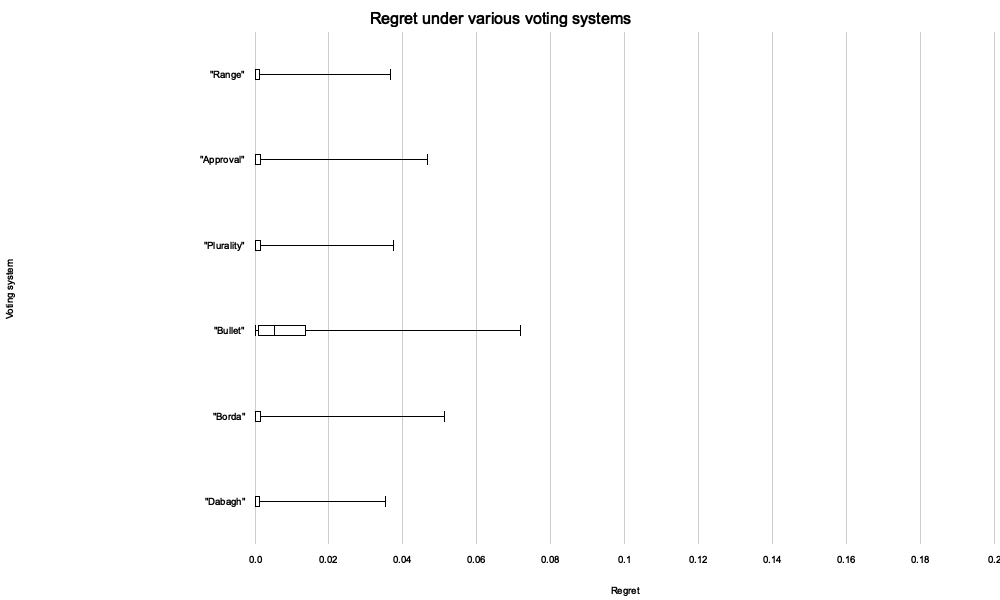 Regret under various voting systems
"Range"
"Approval"
"Plurality"
Voting system
"Bullet"
"Borda"
"Dabagh"
0.0 0.02 0.04 0.06 0.08 0.1 0.12 0.14 0.16 0.18 0.2
Regret